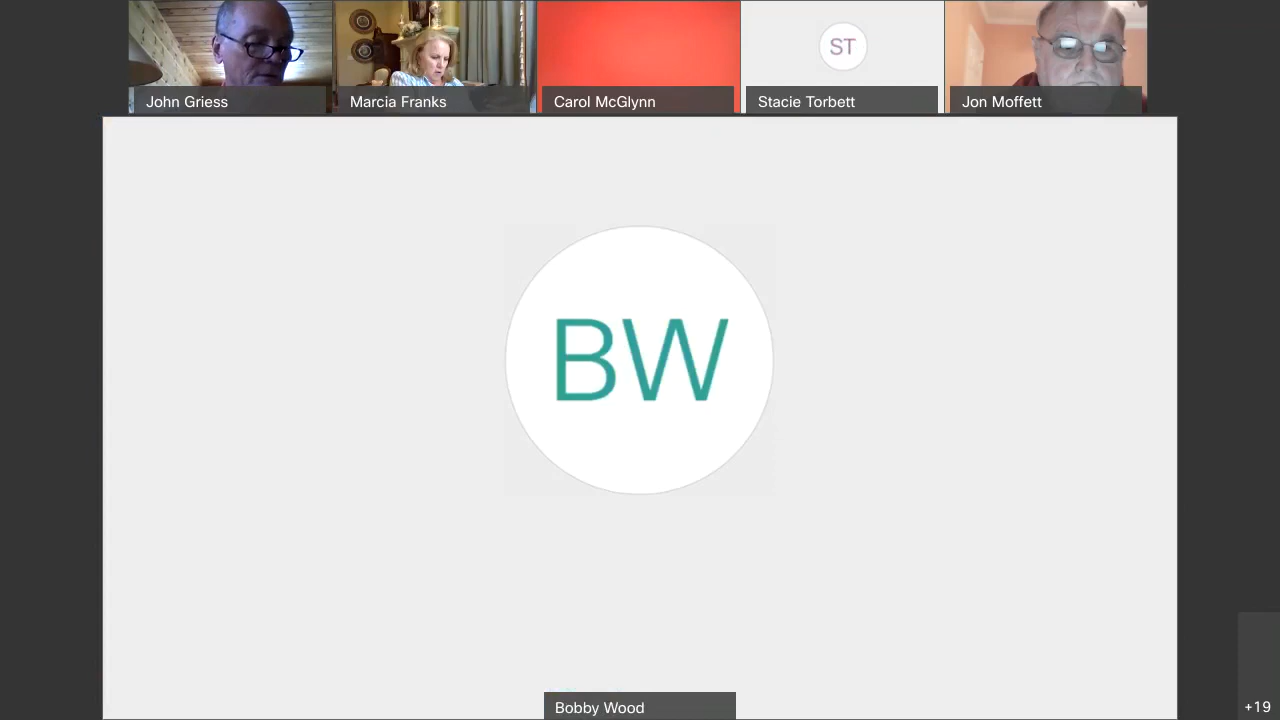 ST
John Griess
Marcia Franks
Carol McGlynn
Stacie Torbett
Jon Moffett
BW
Bobby Wood
+19